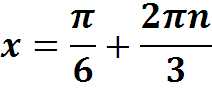 x = π/6 + 2πn/3